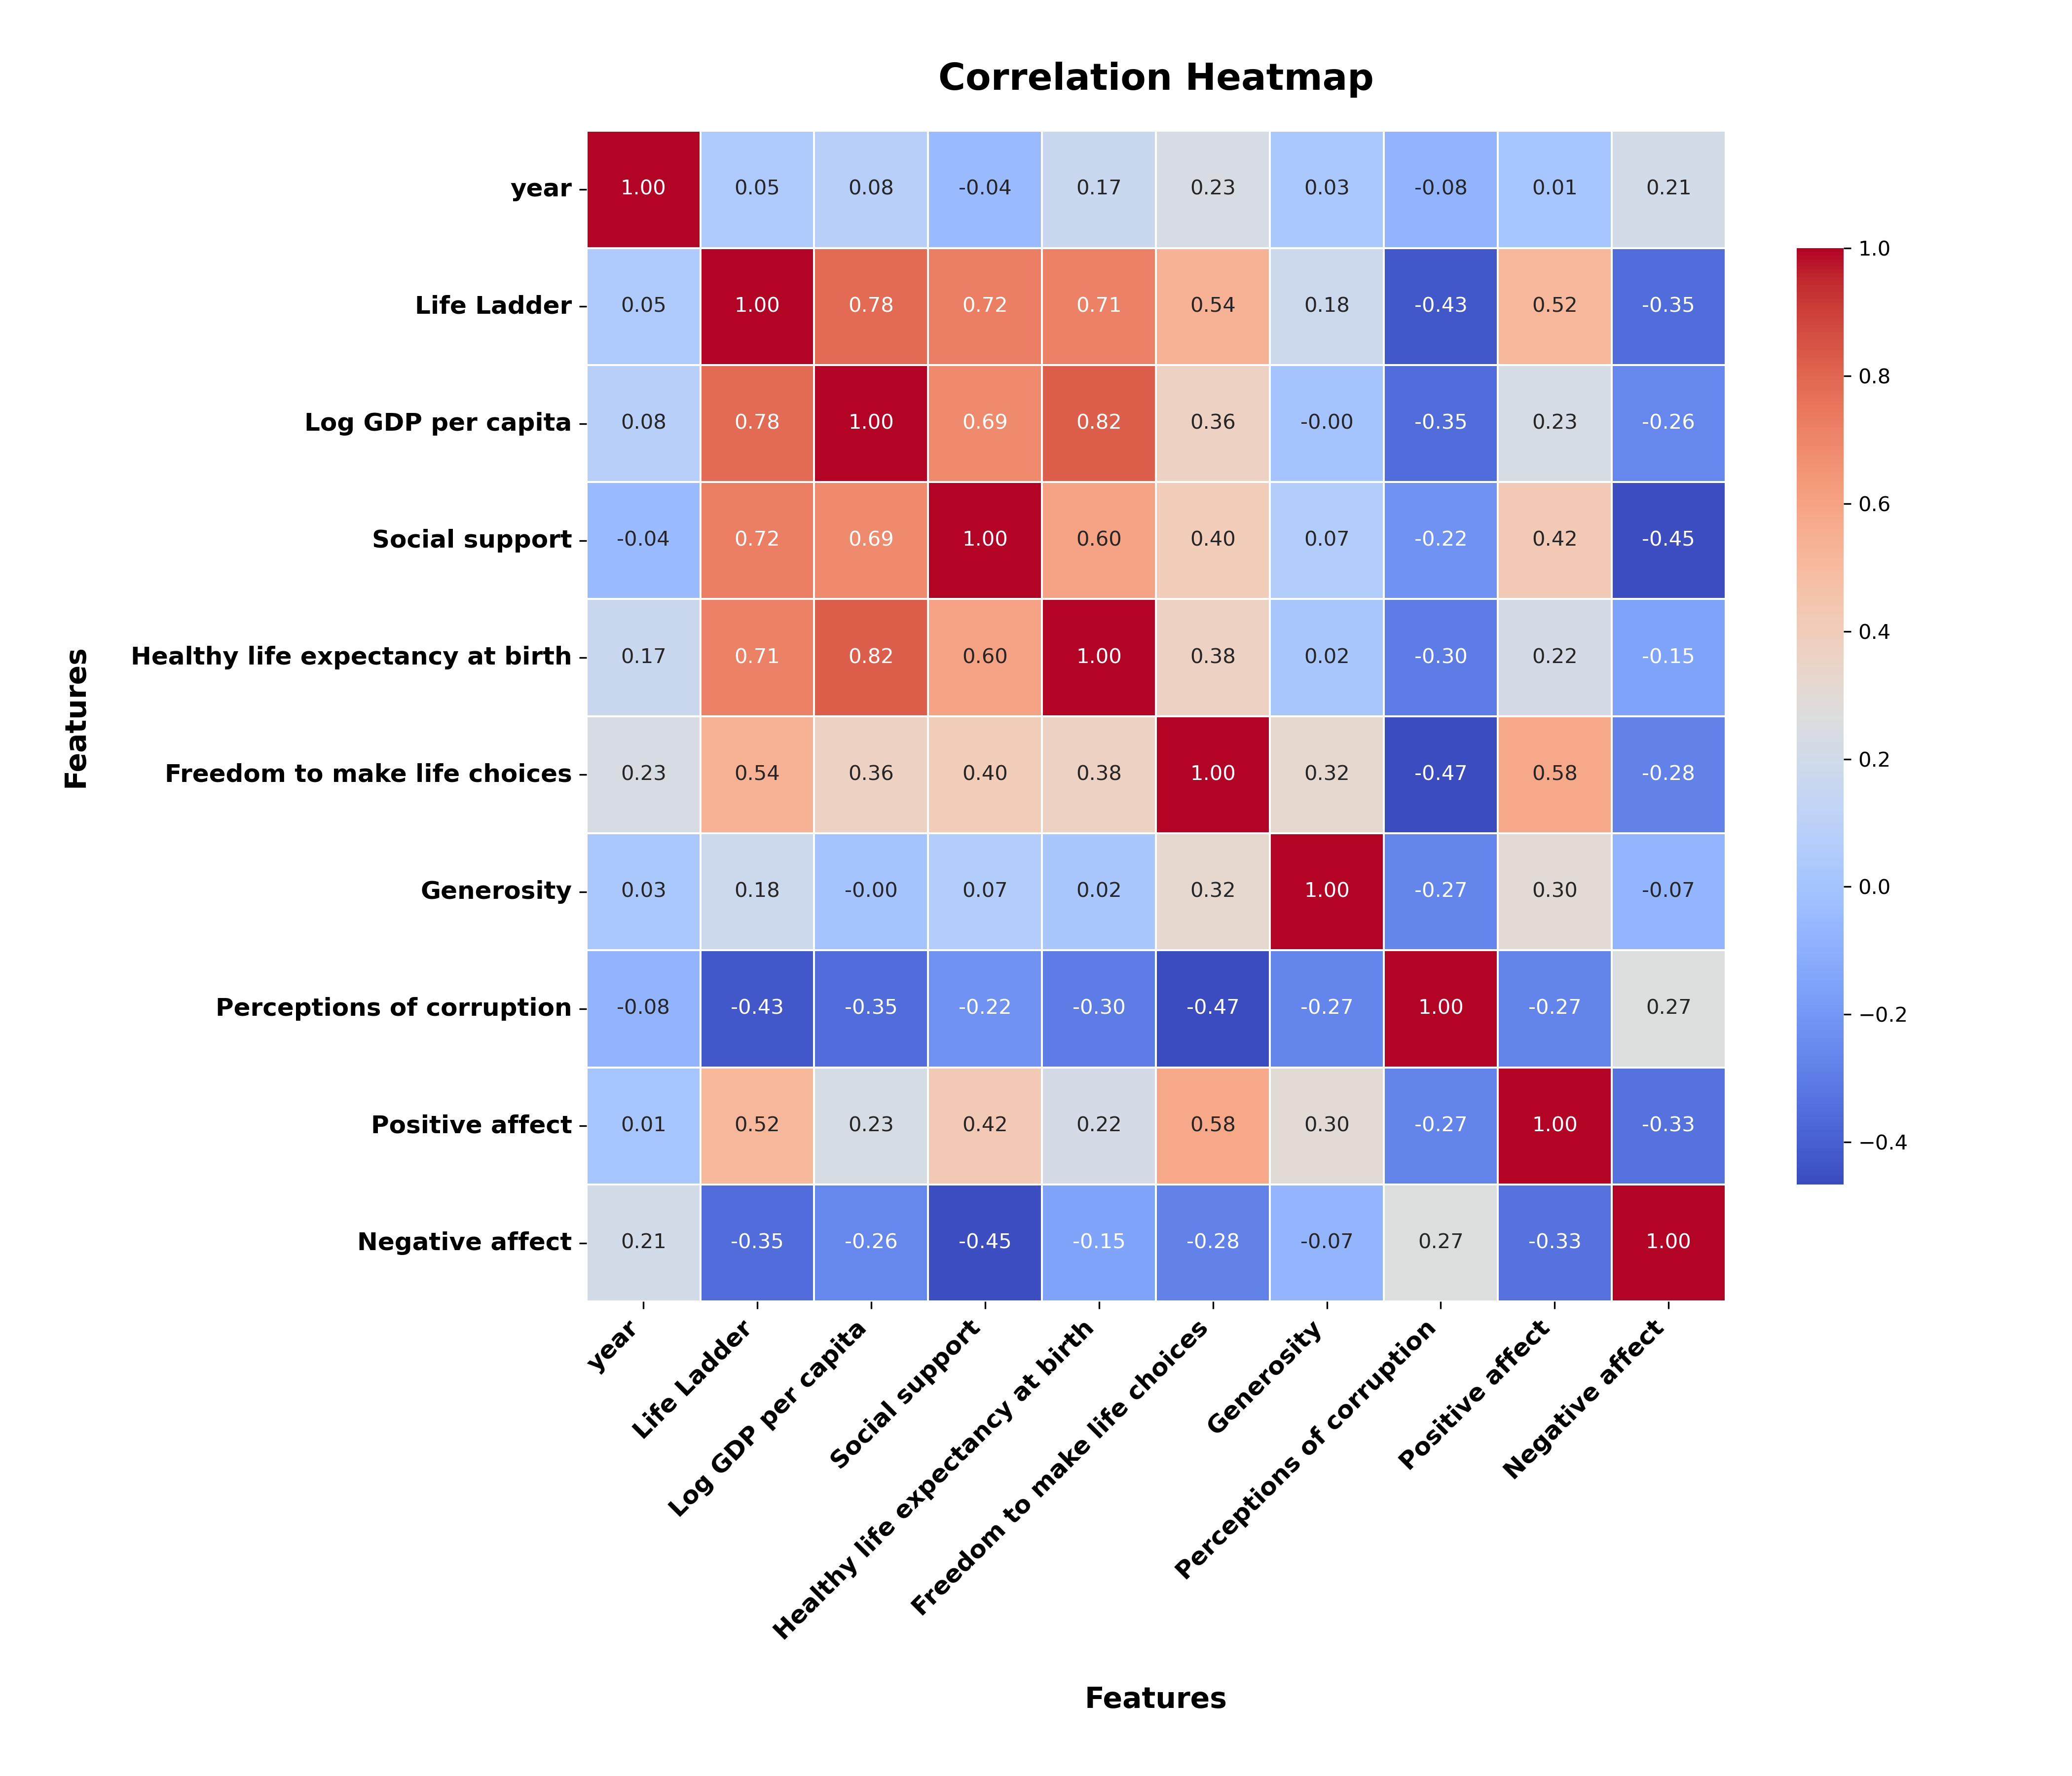 Correlation Heatmap
year 1.00 0.05 0.08 -0.04 0.17 0.23 0.03 -0.08 0.01 0.21
Life Ladder 0.05 1.00 0.78 0.72 0.71 0.54 0.18 -0.43 0.52 -0.35
Log GDP per capita 0.08 0.78 1.00 0.69 0.82 0.36 -0.00 -0.35 0.23 -0.26
Social support -0.04 0.72 0.69 1.00 0.60 0.40 0.07 -0.22 0.42 -0.45
Healthy life expectancy at birth 0.17 0.71 0.82 0.60 1.00 0.38 0.02 -0.30 0.22 -0.15
Freedom to make life choices 0.23 0.54 0.36 0.40 0.38 1.00 0.32 -0.47 0.58 -0.28
Generosity 0.03 0.18 -0.00 0.07 0.02 0.32 1.00 -0.27 0.30 -0.07
Perceptions of corruption -0.08 -0.43 -0.35 -0.22 -0.30 -0.47 -0.27 1.00 -0.27 0.27
Positive affect 0.01 0.52 0.23 0.42 0.22 0.58 0.30 -0.27 1.00 -0.33
Negative affect 0.21 -0.35 -0.26 -0.45 -0.15 -0.28 -0.07 0.27 -0.33 1.00
Features
year
Life Ladder
Log GDP per capita
Social support
Healthy life expectancy at birth
Freedom to make life choices
Generosity
Perceptions of corruption
Positive affect
Negative affect
Features
1.0
0.8
0.6
0.4
0.2
0.0
−0.2
−0.4